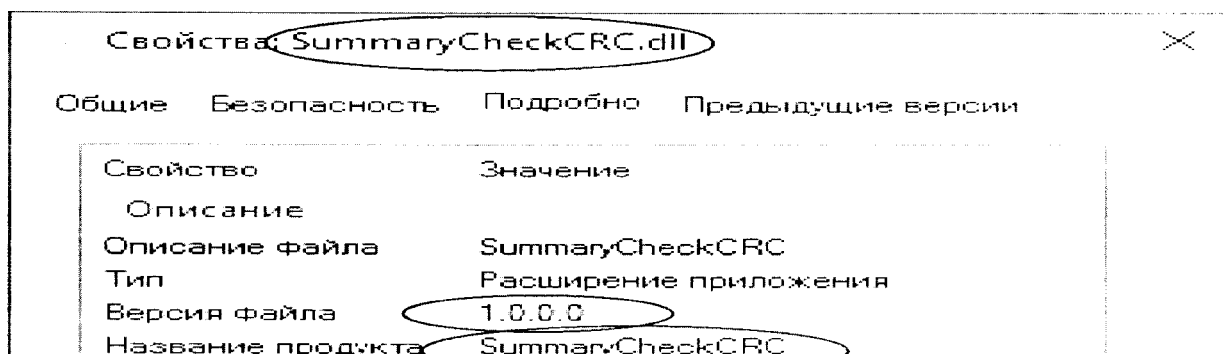 Свойства: SummaryCheckCRC.dll
Общие Безопасность Подробно Предыдущие версии
Свойство Значение
Описание
Описание файла SummaryCheckCRC
Тип Расширение приложения
Версия файла 1.0.0.0
Название продукта SummaryCheckCRC